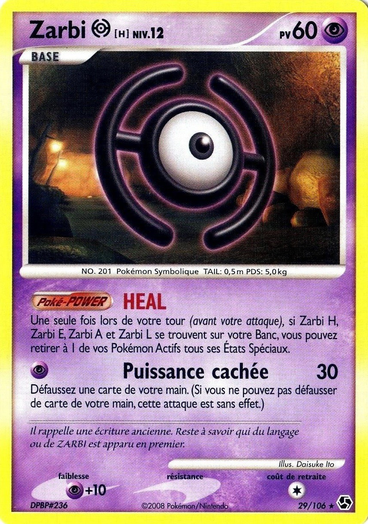 Zarbi [H] NIV.12 PV 60
BASE
NO. 201 Pokémon Symbolique TAIL: 0,5m PDS: 5,0kg
Poké-POWER HEAL
Une seule fois lors de votre tour (avant votre attaque), si Zarbi H,
Zarbi E, Zarbi A et Zarbi L se trouvent sur votre Banc, vous pouvez
retirer à 1 de vos Pokémon Actifs tous ses États Spéciaux.
Puissance cachée 30
Défaussez une carte de votre main. (Si vous ne pouvez pas défausser
de carte de votre main, cette attaque est sans effet.)
Il rappelle une écriture ancienne. Reste à savoir qui du langage
ou de ZARBI est apparu en premier.
Illus. Daisuke Ito
faiblesse résistance coût de retraite
+10
DPBP#236 ©2008 Pokémon/Nintendo 29/106 ★